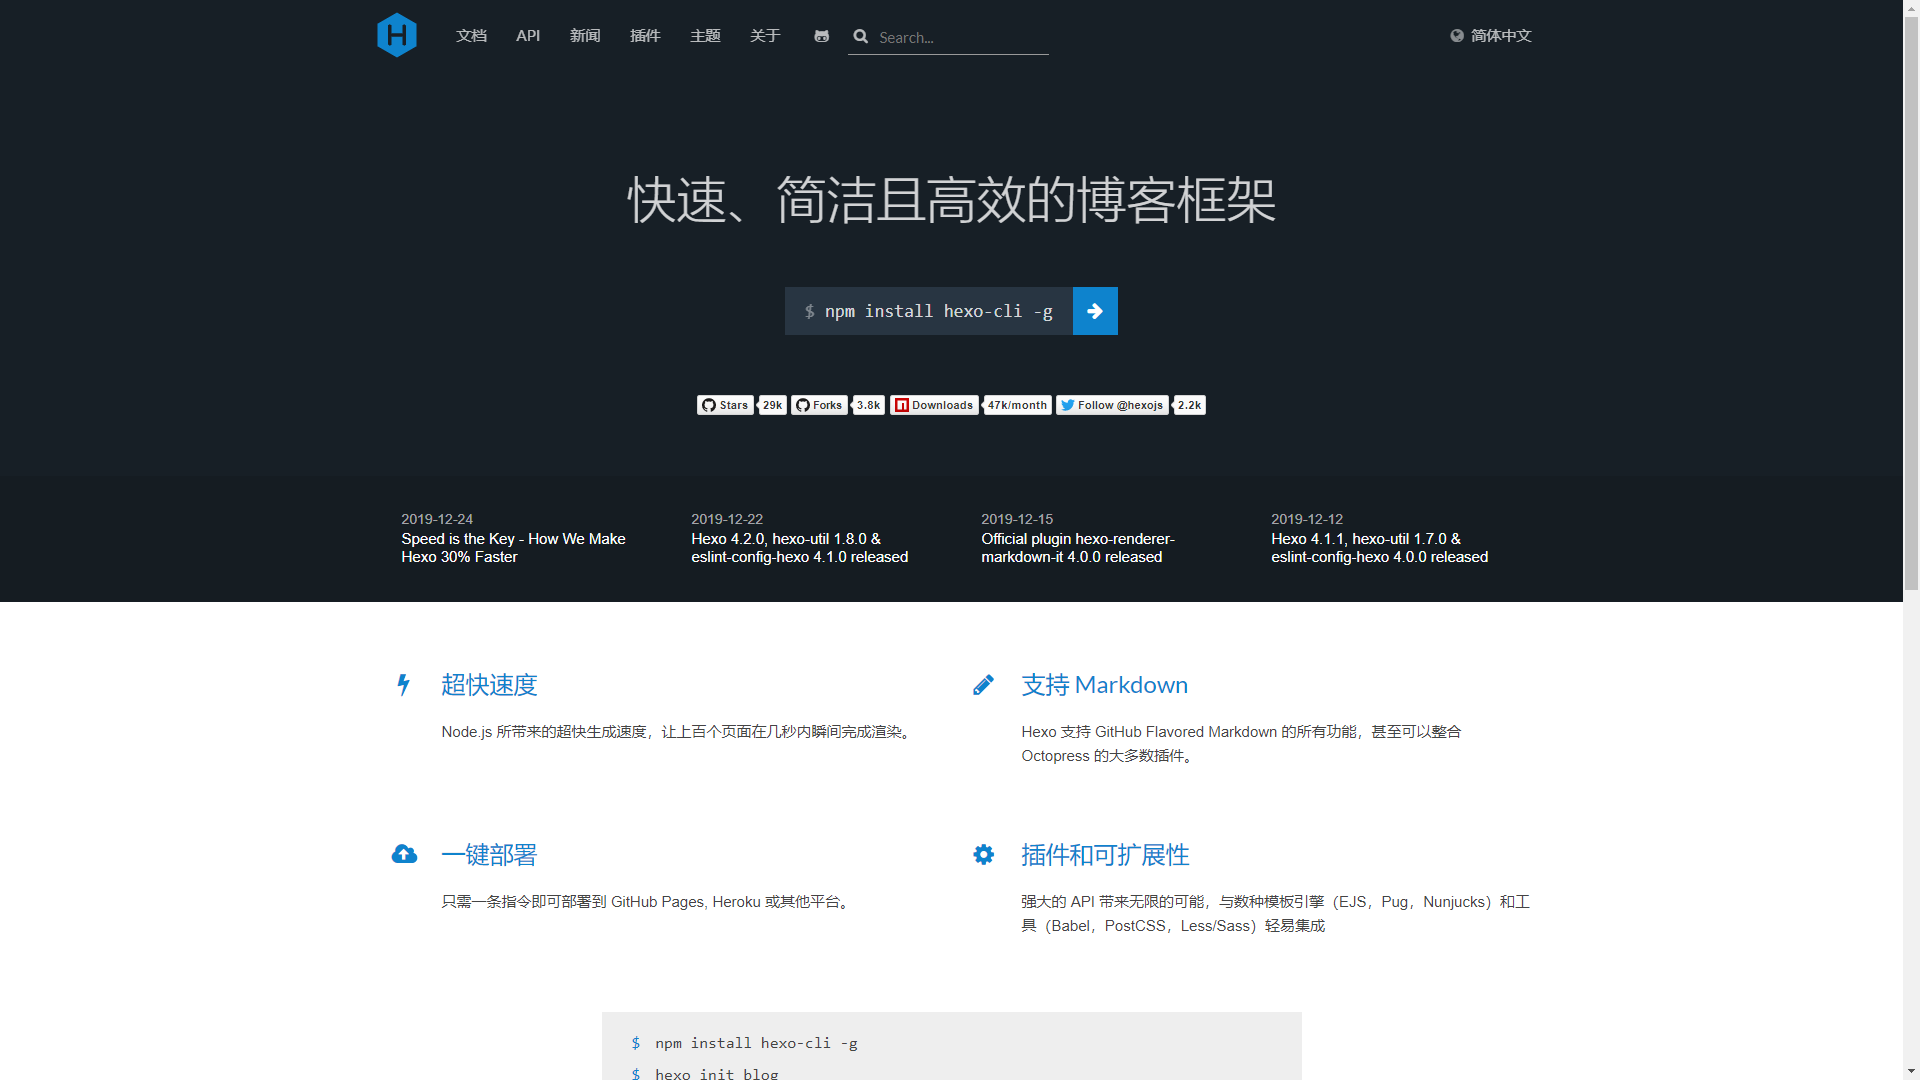 H
文档 API 新闻 插件 主题 关于 Search... 简体中文
快速、简洁且高效的博客框架
$ npm install hexo-cli -g
Stars 29k Forks 3.8k Downloads 47k/month Follow @hexojs 2.2k
2019-12-24
Speed is the Key - How We Make
Hexo 30% Faster
2019-12-22
Hexo 4.2.0, hexo-util 1.8.0 &
eslint-config-hexo 4.1.0 released
2019-12-15
Official plugin hexo-renderer-
markdown-it 4.0.0 released
2019-12-12
Hexo 4.1.1, hexo-util 1.7.0 &
eslint-config-hexo 4.0.0 released
超快速度
Node.js 所带来的超快生成速度，让上百个页面在几秒内瞬间完成渲染。
支持 Markdown
Hexo 支持 GitHub Flavored Markdown 的所有功能，甚至可以整合
Octopress 的大多数插件。
一键部署
只需一条指令即可部署到 GitHub Pages, Heroku 或其他平台。
插件和可扩展性
强大的 API 带来无限的可能，与数种模板引擎（EJS，Pug，Nunjucks）和工
具（Babel，PostCSS，Less/Sass）轻易集成
$ npm install hexo-cli -g
$ hexo init blog